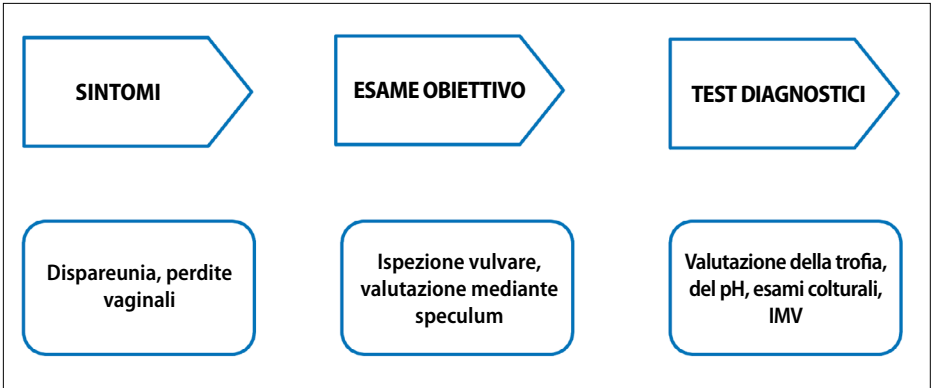 SINTOMI
ESAME OBIETTIVO
TEST DIAGNOSTICI
Dispareunia, perdite
vaginali
Ispezione vulvare,
valutazione mediante
speculum
Valutazione della trofia,
del pH, esami colturali,
IMV